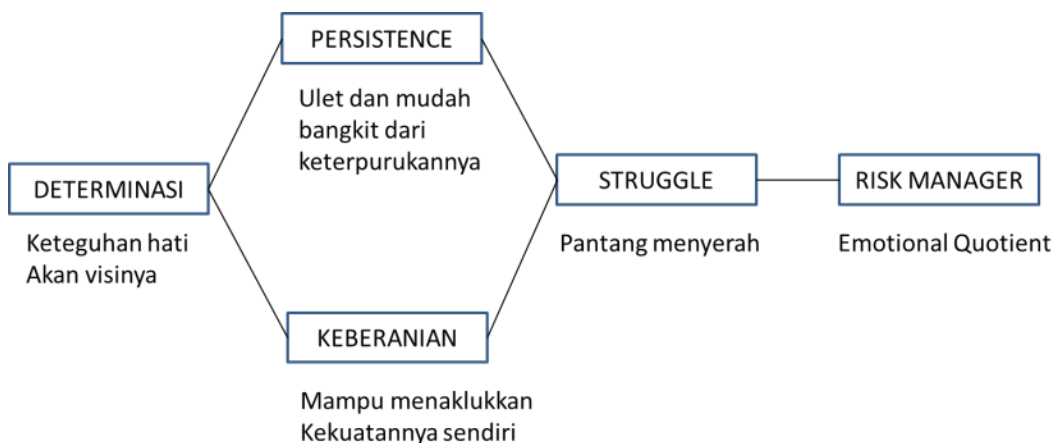 PERSISTENCE
Ulet dan mudah
bangkit dari
keterpurukannya
DETERMINASI
Keteguhan hati
Akan visinya
STRUGGLE
Pantang menyerah
RISK MANAGER
Emotional Quotient
KEBERANIAN
Mampu menaklukkan
Kekuatannya sendiri